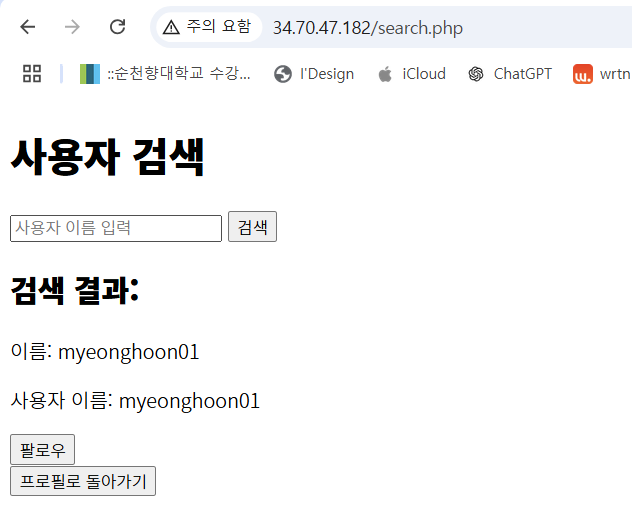 주의 요함 34.70.47.182/search.php
::순천향대학교 수강... I'Design iCloud ChatGPT wrtn
사용자 검색
사용자 이름 입력 검색
검색 결과:
이름: myeonghoon01
사용자 이름: myeonghoon01
팔로우
프로필로 돌아가기